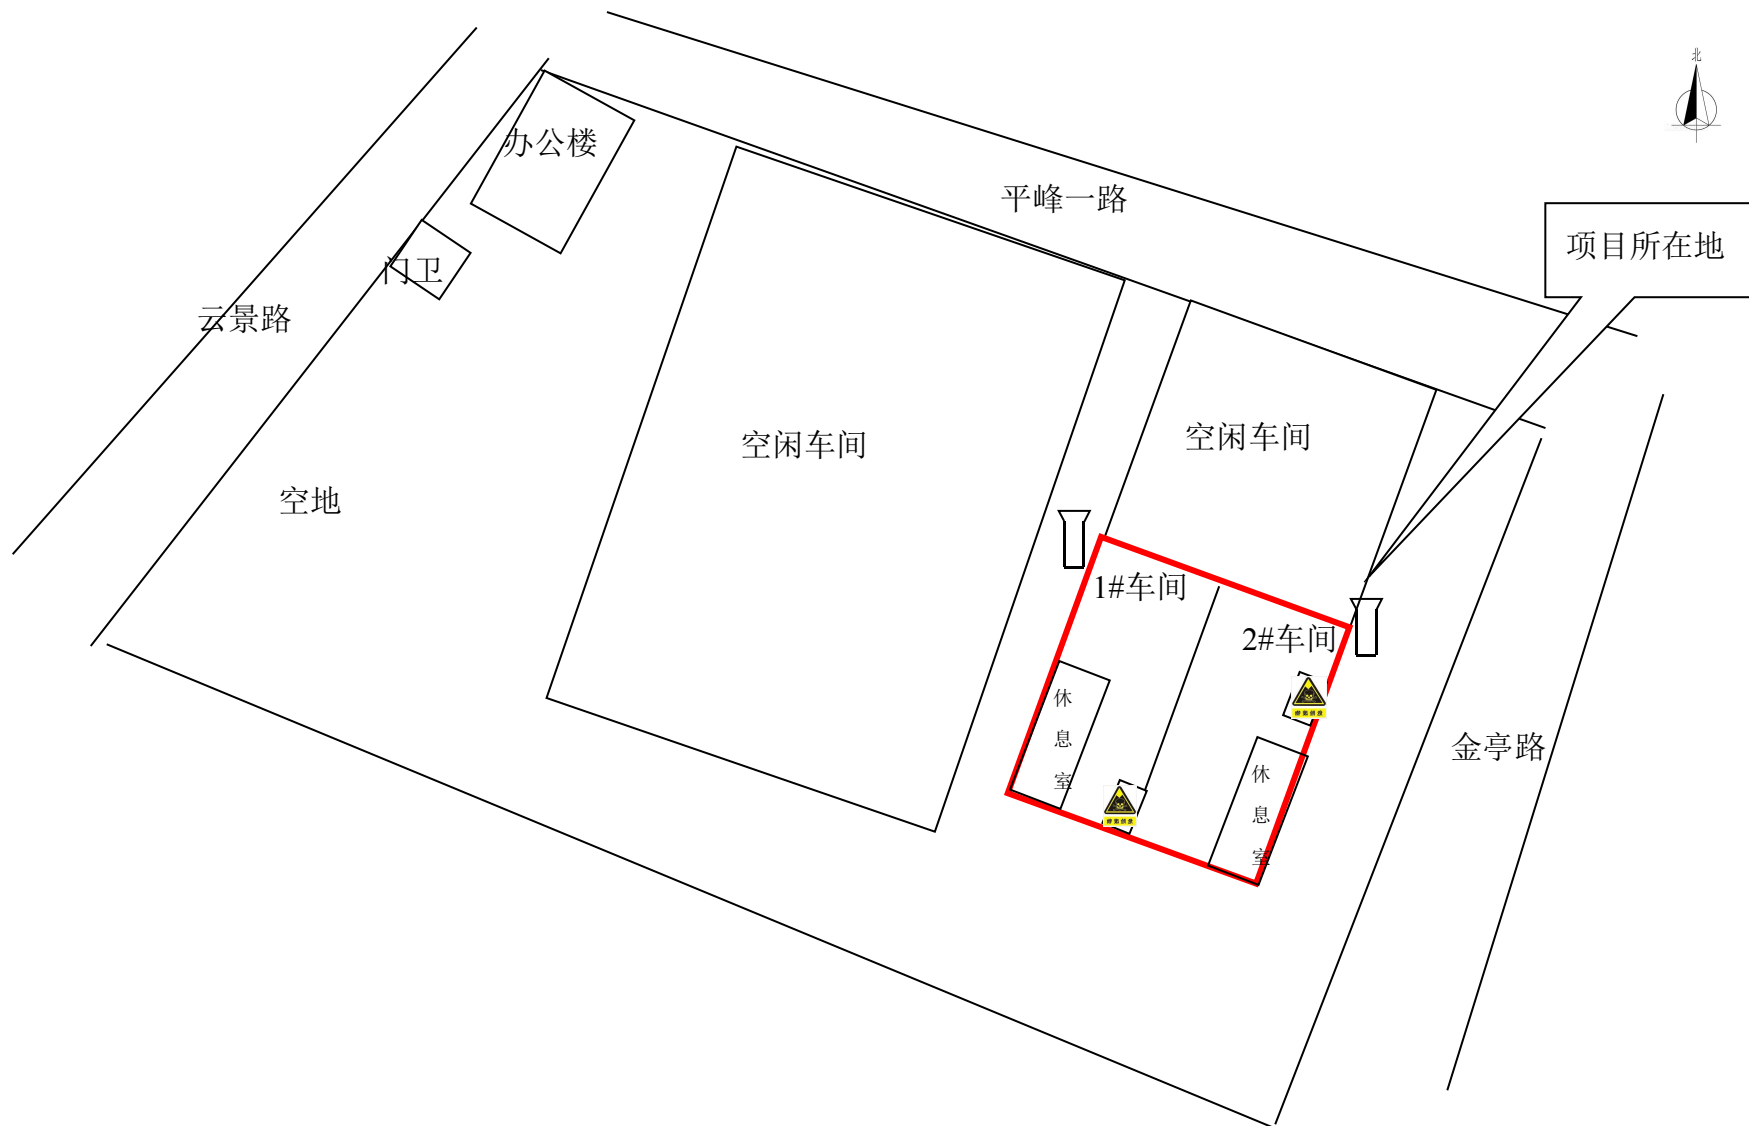 北
办公楼
平峰一路
项目所在地
门卫
云景路
空闲车间
空闲车间
空地
1#车间
2#车间
休
息
室
休
息
室
金亭路